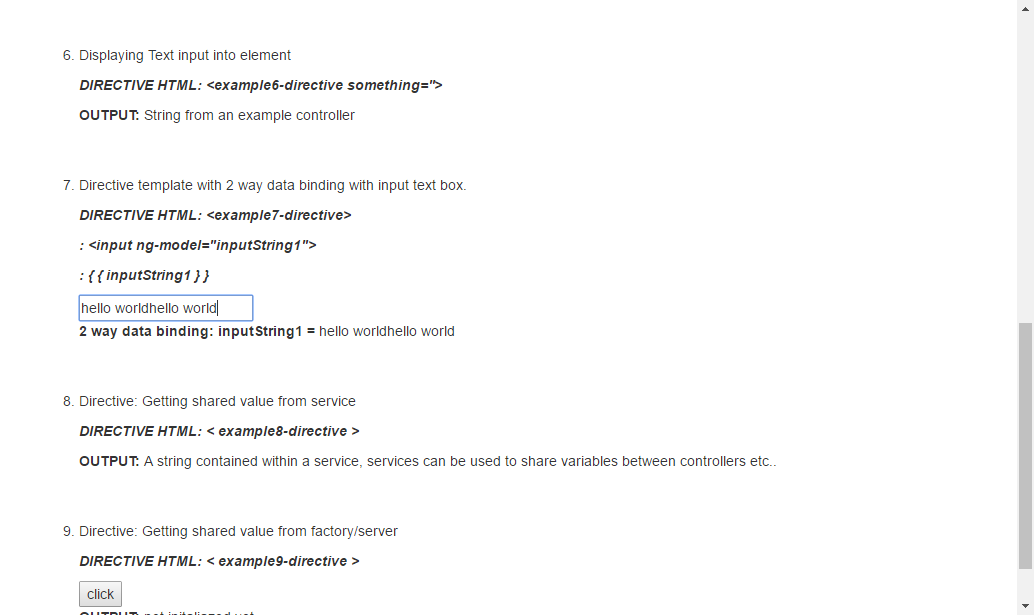 6. Displaying Text input into element
DIRECTIVE HTML: <example6-directive something=''>
OUTPUT: String from an example controller
7. Directive template with 2 way data binding with input text box.
DIRECTIVE HTML: <example7-directive>
: <input ng-model="inputString1">
: { { inputString1 } }
hello worldhello world
2 way data binding: inputString1 = hello worldhello world
8. Directive: Getting shared value from service
DIRECTIVE HTML: < example8-directive >
OUTPUT: A string contained within a service, services can be used to share variables between controllers etc..
9. Directive: Getting shared value from factory/server
DIRECTIVE HTML: < example9-directive >
click
OUTPUT: not initialized yet